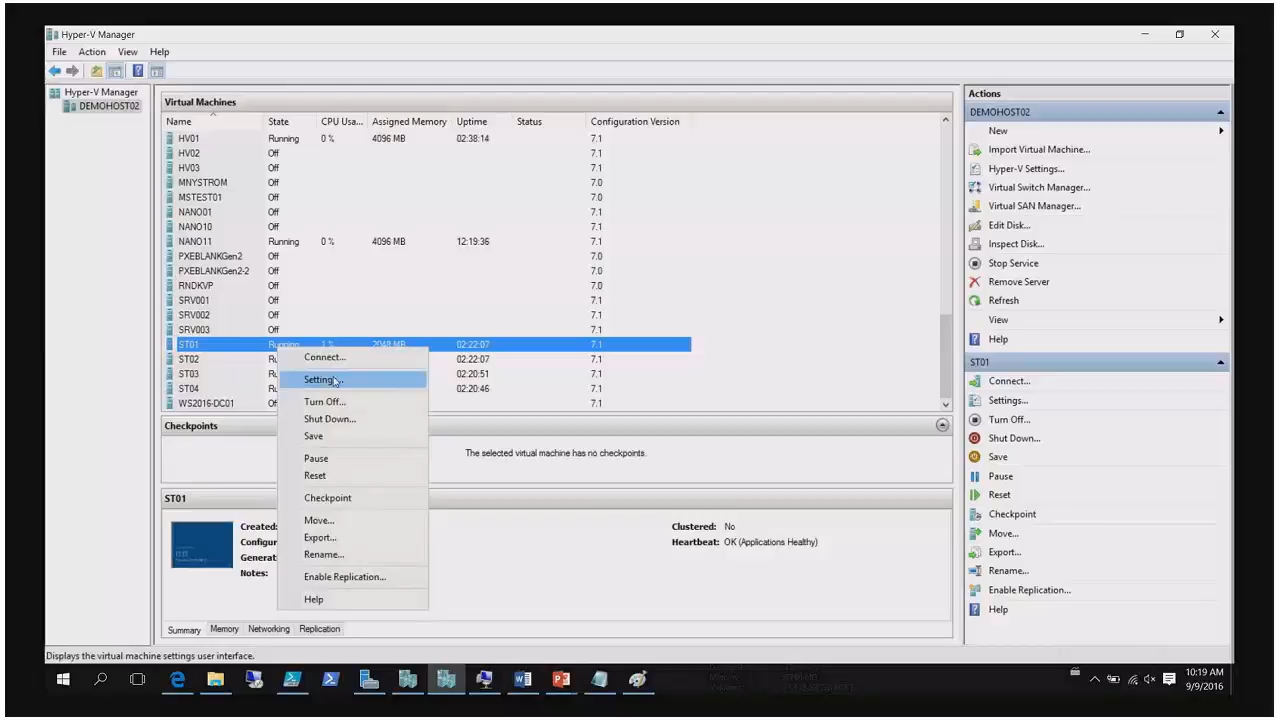 Hyper-V Manager
File Action View Help
Hyper-V Manager
DEMOHOST02
Virtual Machines
Name State CPU Usa... Assigned Memory Uptime Status Configuration Version
HV01 Running 0 % 4096 MB 02:38:14 7.1
HV02 Off 7.1
HV03 Off 7.1
MNYSTROM Off 7.0
MSTEST01 Off 7.0
NANO01 Off 7.1
NANO10 Off 7.1
NANO11 Running 0 % 4096 MB 12:19:36 7.1
PXEBLANKGen2 Off 7.0
PXEBLANKGen2-2 Off 7.0
RNDKVP Off 7.0
SRV001 Off 7.1
SRV002 Off 7.1
SRV003 Off 7.1
ST01 Running 1 % 2048 MB 02:22:07 7.1
ST02 Ru 02:22:07 7.1
ST03 Ru 02:20:51 7.1
ST04 Ru 02:20:46 7.1
WS2016-DC01 Of 7.1
Connect...
Settings...
Turn Off...
Shut Down...
Save
Pause
Reset
Checkpoint
Move...
Export...
Rename...
Enable Replication...
Help
Checkpoints
The selected virtual machine has no checkpoints.
ST01
Created:
Configur
Generat
Notes:
Clustered: No
Heartbeat: OK (Applications Healthy)
Summary Memory Networking Replication
Displays the virtual machine settings user interface.
Actions
DEMOHOST02
New
Import Virtual Machine...
Hyper-V Settings...
Virtual Switch Manager...
Virtual SAN Manager...
Edit Disk...
Inspect Disk...
Stop Service
Remove Server
Refresh
View
Help
ST01
Connect...
Settings...
Turn Off...
Shut Down...
Save
Pause
Reset
Checkpoint
Move...
Export...
Rename...
Enable Replication...
Help
10:19 AM
9/9/2016